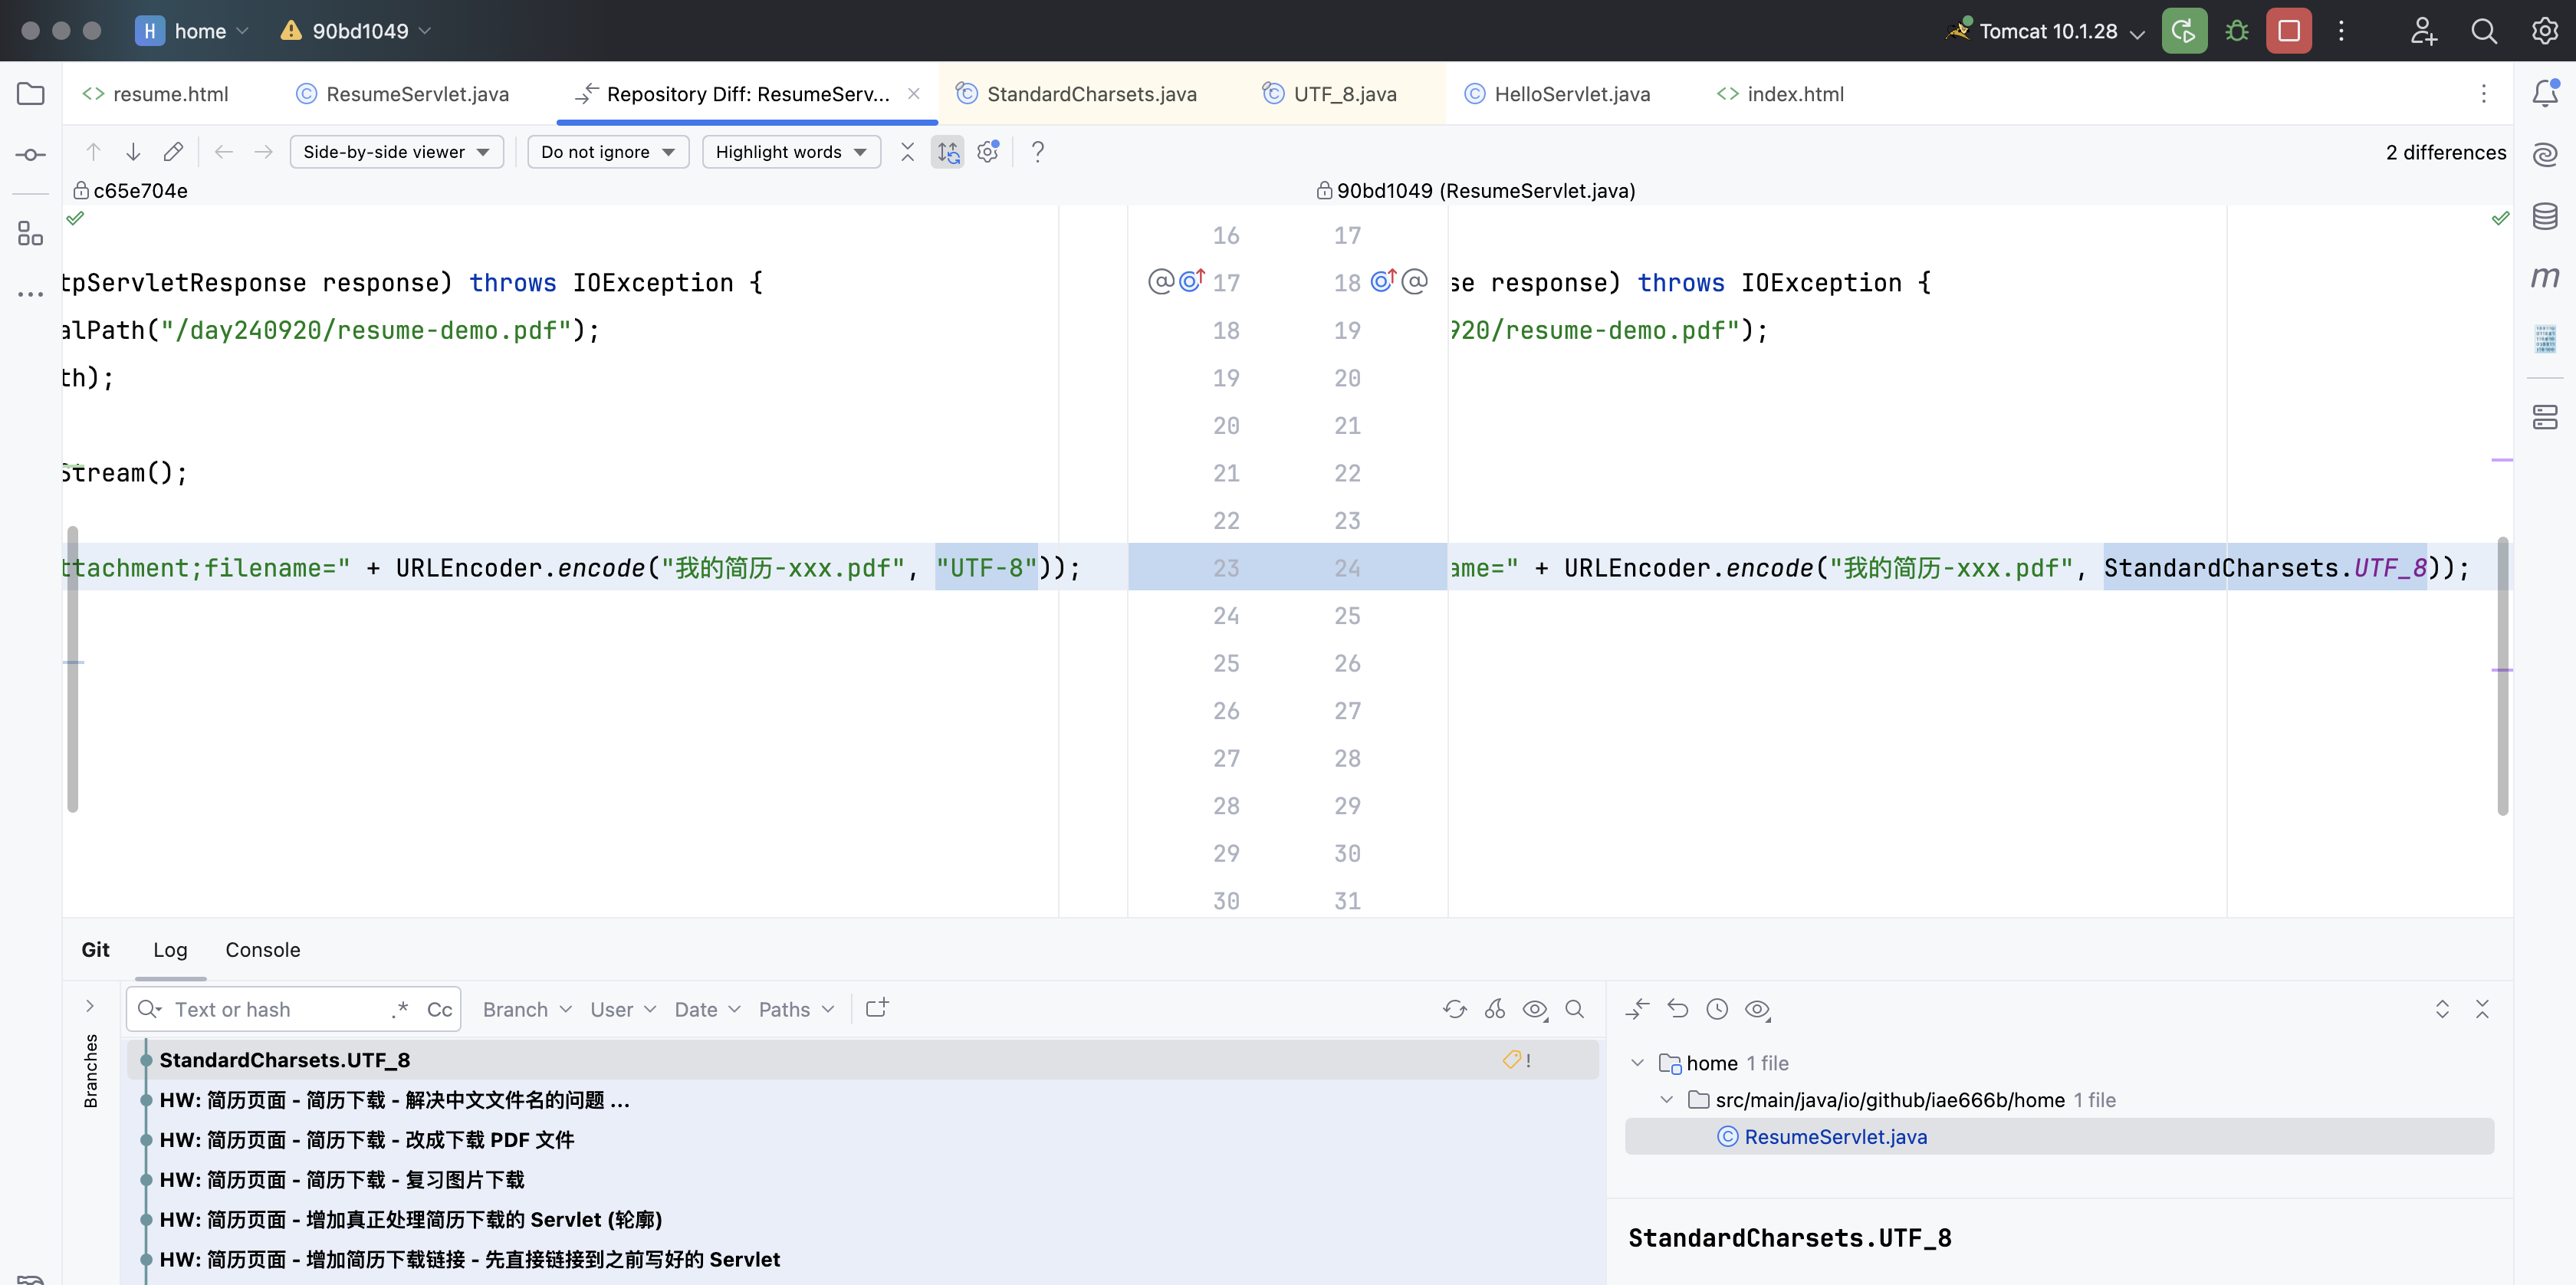 H home 90bd1049 Tomcat 10.1.28
resume.html ResumeServlet.java Repository Diff: ResumeServ... StandardCharsets.java UTF_8.java HelloServlet.java index.html
Side-by-side viewer Do not ignore Highlight words ? 2 differences
c65e704e 90bd1049 (ResumeServlet.java)
16 17
tpServletResponse response) throws IOException { 17 18 se response) throws IOException {
alPath("/day240920/resume-demo.pdf"); 18 19 920/resume-demo.pdf");
th); 19 20
20 21
Stream(); 21 22
22 23
ttachment;filename=" + URLEncoder.encode("我的简历-xxx.pdf", "UTF-8")); 23 24 ame=" + URLEncoder.encode("我的简历-xxx.pdf", StandardCharsets.UTF_8));
24 25
25 26
26 27
27 28
28 29
29 30
30 31
Git Log Console
Text or hash .* Cc Branch User Date Paths
Branches
StandardCharsets.UTF_8 !
HW: 简历页面 - 简历下载 - 解决中文文件名的问题 ...
HW: 简历页面 - 简历下载 - 改成下载 PDF 文件
HW: 简历页面 - 简历下载 - 复习图片下载
HW: 简历页面 - 增加真正处理简历下载的 Servlet (轮廓)
HW: 简历页面 - 增加简历下载链接 - 先直接链接到之前写好的 Servlet
home 1 file
src/main/java/io/github/iae666b/home 1 file
ResumeServlet.java
StandardCharsets.UTF_8